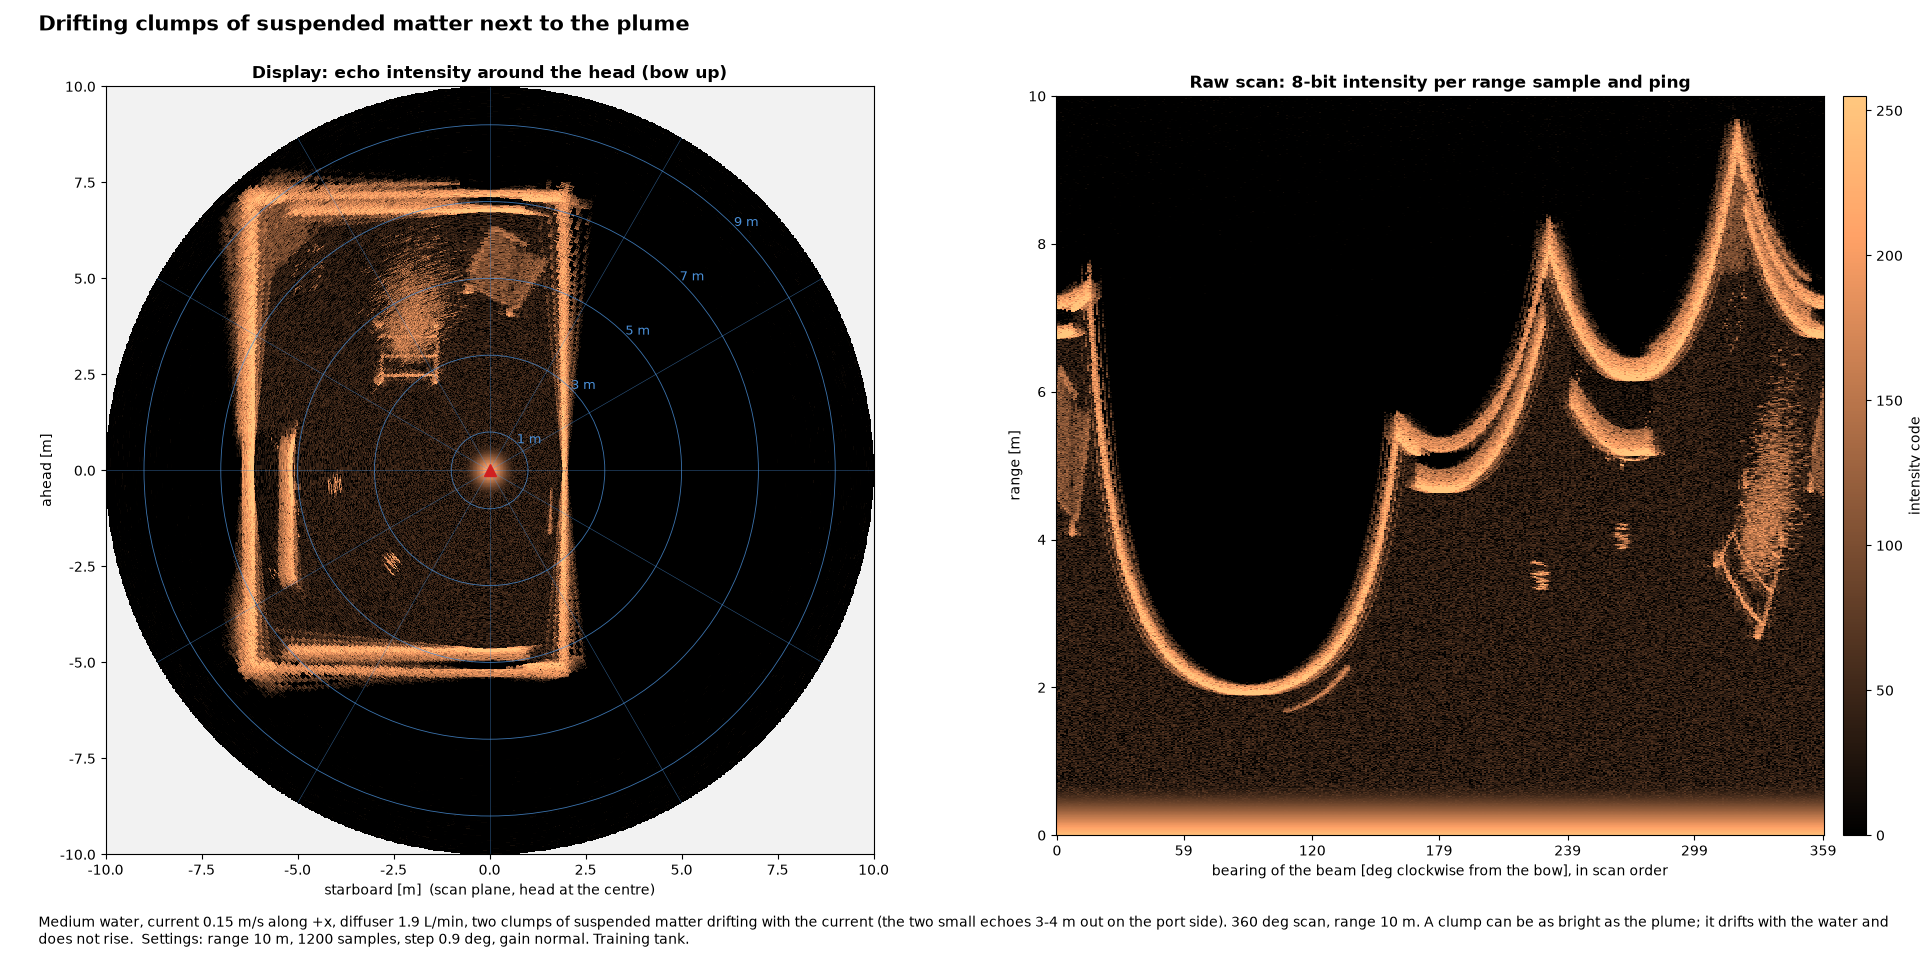 Drifting clumps of suspended matter next to the plume
Display: echo intensity around the head (bow up)
10.0
7.5
5.0
2.5
0.0
-2.5
-5.0
-7.5
-10.0
ahead [m]
9 m
7 m
5 m
3 m
1 m
-10.0 -7.5 -5.0 -2.5 0.0 2.5 5.0 7.5 10.0
starboard [m]  (scan plane, head at the centre)
Raw scan: 8-bit intensity per range sample and ping
10
8
6
4
2
0
range [m]
0 59 120 179 239 299 359
bearing of the beam [deg clockwise from the bow], in scan order
250
200
150
100
50
0
intensity code
Medium water, current 0.15 m/s along +x, diffuser 1.9 L/min, two clumps of suspended matter drifting with the current (the two small echoes 3-4 m out on the port side). 360 deg scan, range 10 m. A clump can be as bright as the plume; it drifts with the water and
does not rise.  Settings: range 10 m, 1200 samples, step 0.9 deg, gain normal. Training tank.